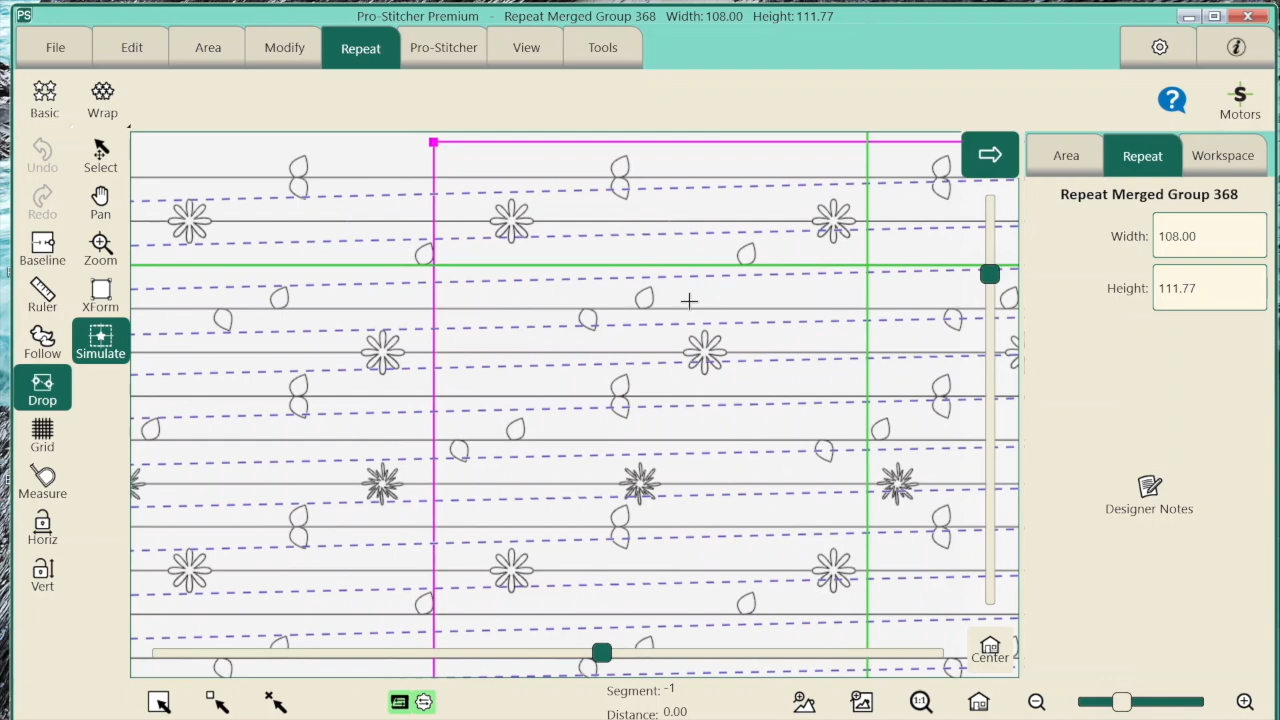 PS Pro-Stitcher Premium - Repeat Merged Group 368 Width: 108.00 Height: 111.77
File Edit Area Modify Repeat Pro-Stitcher View Tools
Basic Wrap Motors
Undo Select
Redo Pan
Baseline Zoom
Ruler XForm
Follow Simulate
Drop
Grid
Measure
Horiz
Vert
Area Repeat Workspace
Repeat Merged Group 368
Width: 108.00
Height: 111.77
Designer Notes
Center
Segment: -1
Distance: 0.00
1:1